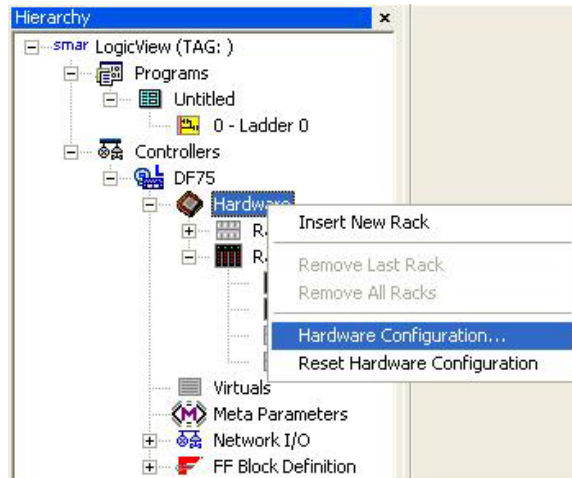 Hierarchy
smar LogicView (TAG: )
Programs
Untitled
0 - Ladder 0
Controllers
DF75
Hardware
Insert New Rack
Remove Last Rack
Remove All Racks
Hardware Configuration...
Reset Hardware Configuration
Virtuals
Meta Parameters
Network I/O
FF Block Definition